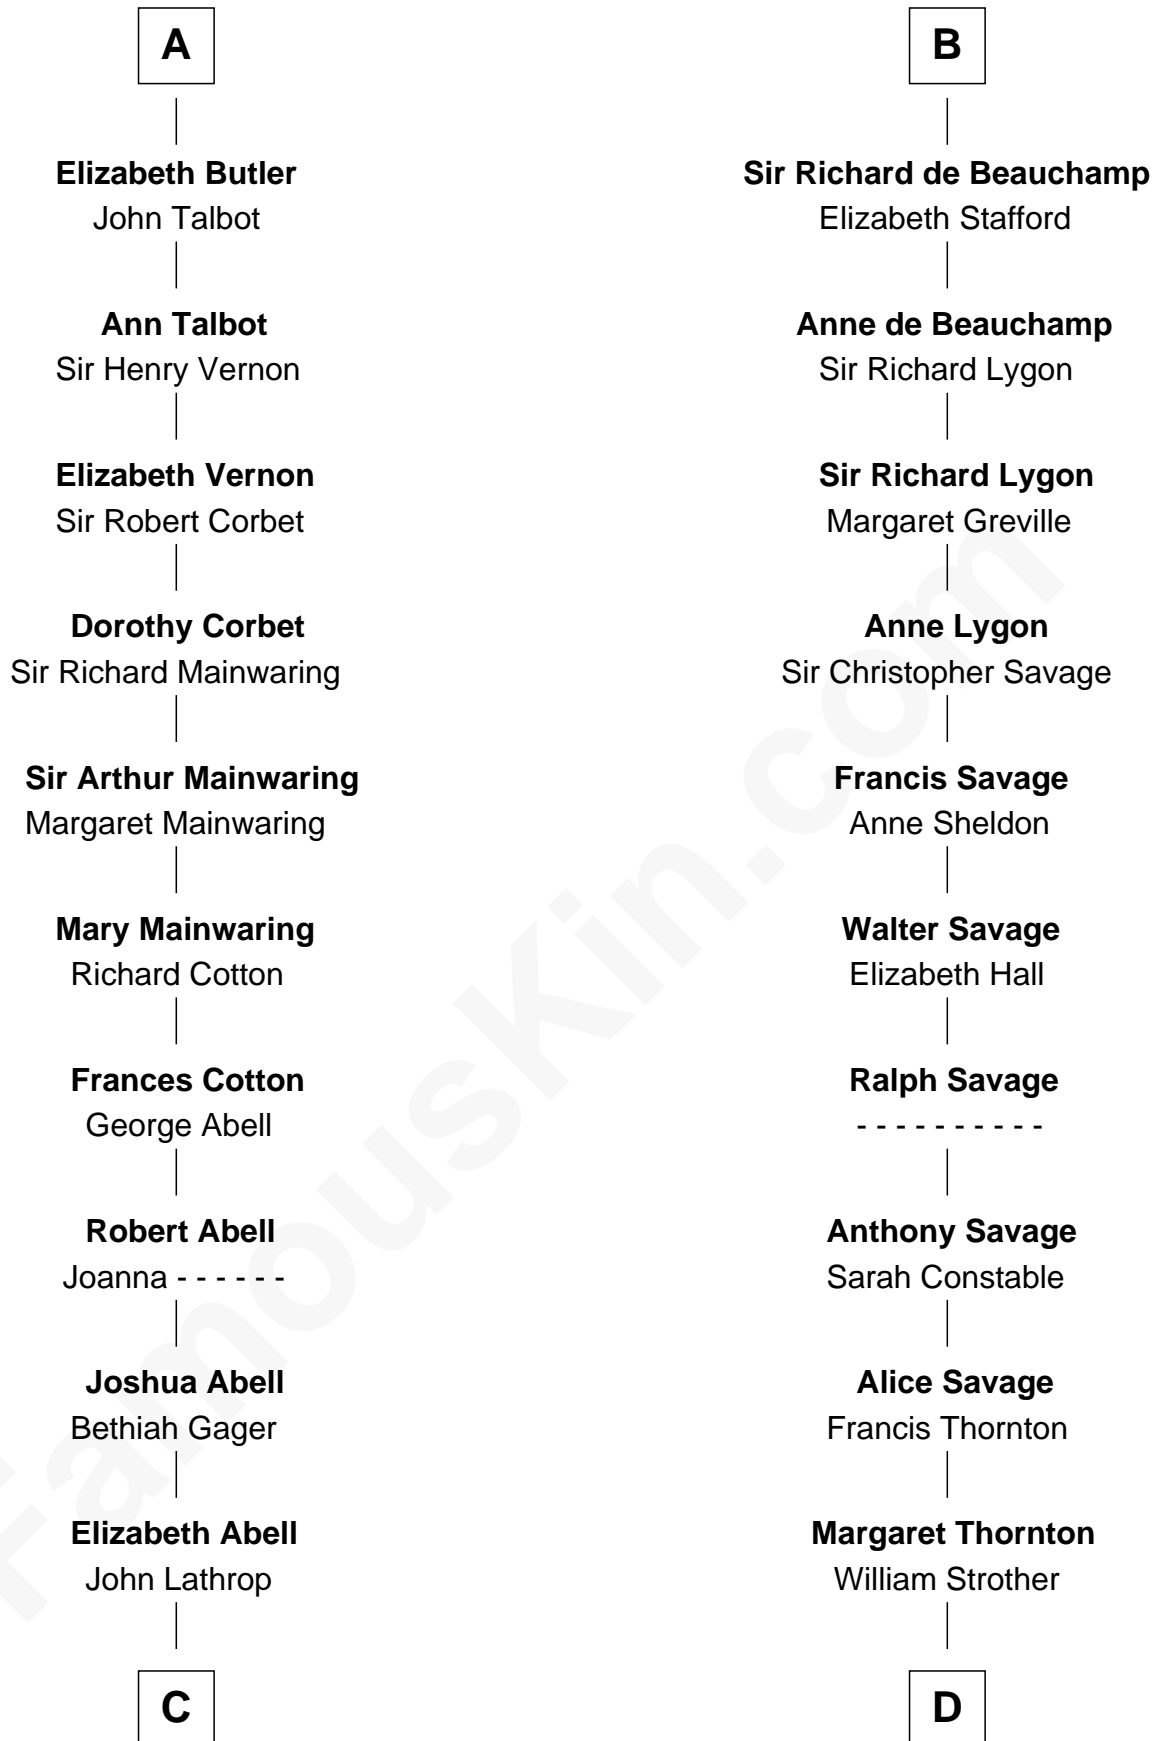 A
Elizabeth Butler
John Talbot
Ann Talbot
Sir Henry Vernon
Elizabeth Vernon
Sir Robert Corbet
Dorothy Corbet
Sir Richard Mainwaring
Sir Arthur Mainwaring
Margaret Mainwaring
Mary Mainwaring
Richard Cotton
Frances Cotton
George Abell
Robert Abell
Joanna - - - - - -
Joshua Abell
Bethiah Gager
Elizabeth Abell
John Lathrop
C
B
Sir Richard de Beauchamp
Elizabeth Stafford
Anne de Beauchamp
Sir Richard Lygon
Sir Richard Lygon
Margaret Greville
Anne Lygon
Sir Christopher Savage
Francis Savage
Anne Sheldon
Walter Savage
Elizabeth Hall
Ralph Savage
- - - - - - - - - -
Anthony Savage
Sarah Constable
Alice Savage
Francis Thornton
Margaret Thornton
William Strother
D
FamousKin.com